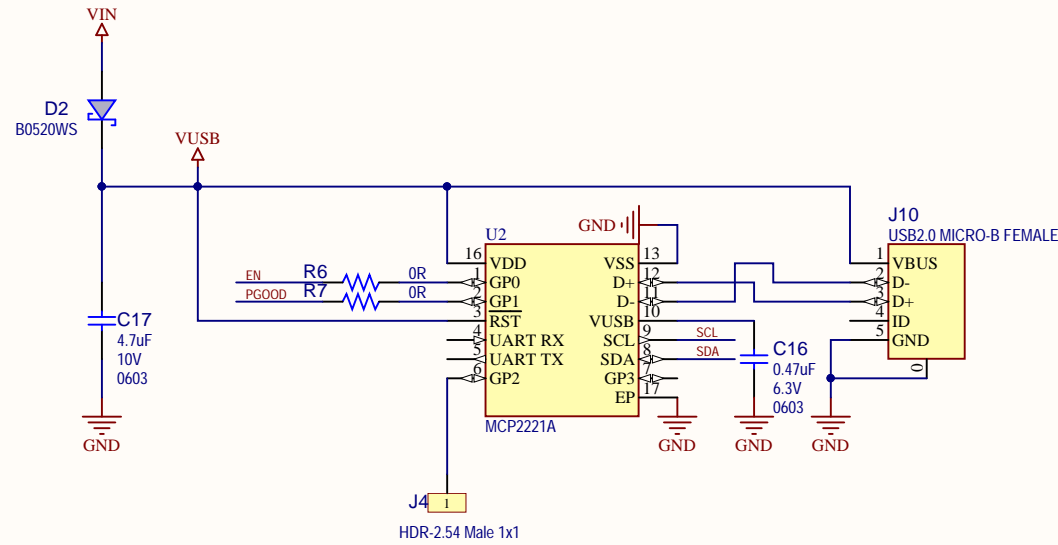 VIN
D2
B0520WS
VUSB
GND
J10
USB2.0 MICRO-B FEMALE
U2
16 VDD
1 GP0
2 GP1
3 RST
4 UART RX
5 UART TX
6 GP2
VSS 13
D+ 12
D- 11
VUSB 10
SCL 9
SDA 8
GP3 7
EP 17
MCP2221A
EN
R6
0R
PGOOD
R7
0R
1 VBUS
2 D-
3 D+
4 ID
5 GND
0
SCL
SDA
C17
4.7uF
10V
0603
C16
0.47uF
6.3V
0603
GND
GND
GND
GND
J4
1
HDR-2.54 Male 1x1